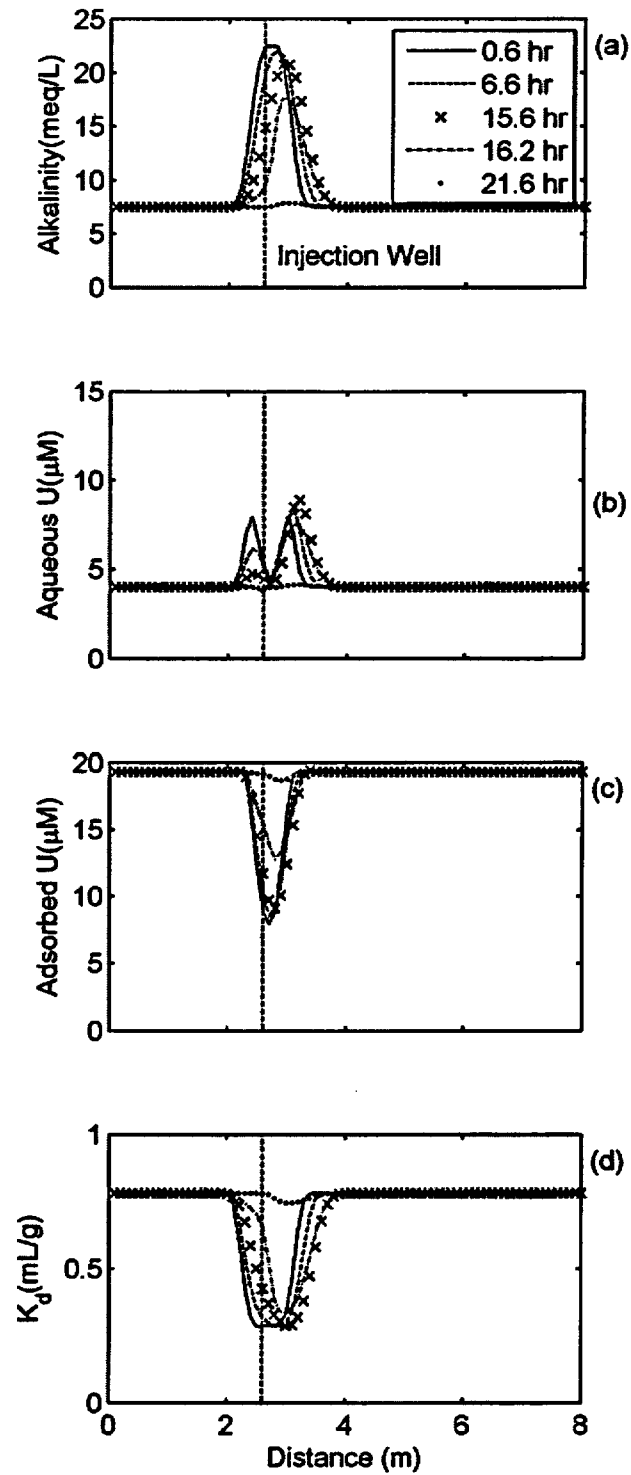 25
20
15
10
5
0
Alkalinity(meq/L)
(a)
0.6 hr
6.6 hr
15.6 hr
16.2 hr
21.6 hr
Injection Well
15
10
5
0
Aqueous U(μM)
(b)
20
15
10
5
0
Adsorbed U(μM)
(c)
1
0.5
0
K_d(mL/g)
(d)
0 2 4 6 8
Distance (m)